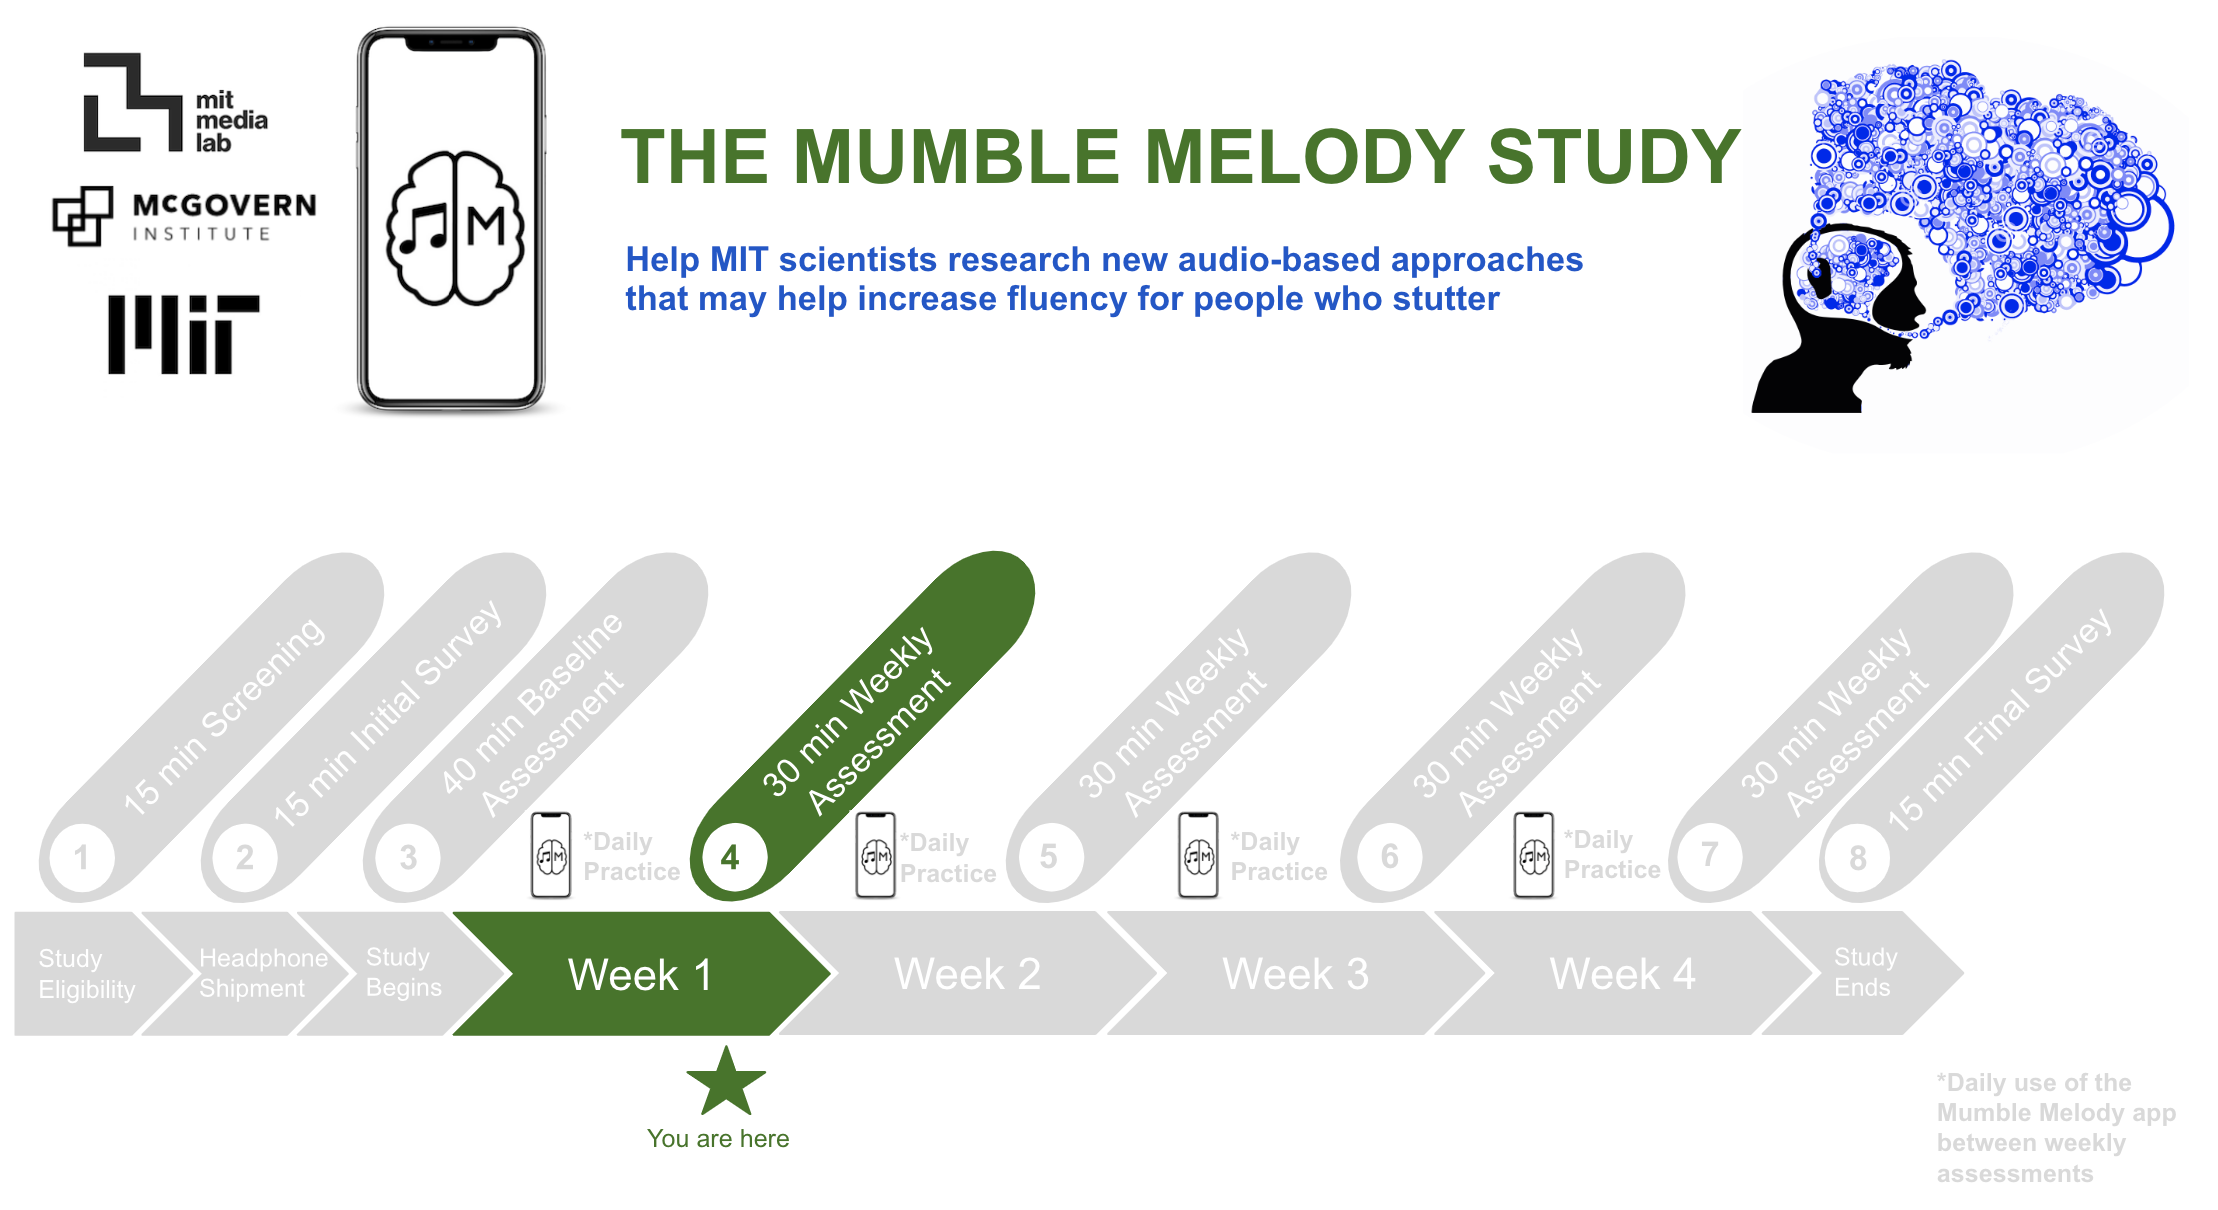 mit
media
lab
McGOVERN
INSTITUTE
MIT
M
THE MUMBLE MELODY STUDY
Help MIT scientists research new audio-based approaches
that may help increase fluency for people who stutter
15 min Screening
1
15 min Initial Survey
2
40 min Baseline
Assessment
3
M
*Daily
Practice
30 min Weekly
Assessment
4
M
*Daily
Practice
30 min Weekly
Assessment
5
M
*Daily
Practice
30 min Weekly
Assessment
6
M
*Daily
Practice
30 min Weekly
Assessment
7
15 min Final Survey
8
Study
Eligibility
Headphone
Shipment
Study
Begins
Week 1
Week 2
Week 3
Week 4
Study
Ends
You are here
*Daily use of the
Mumble Melody app
between weekly
assessments